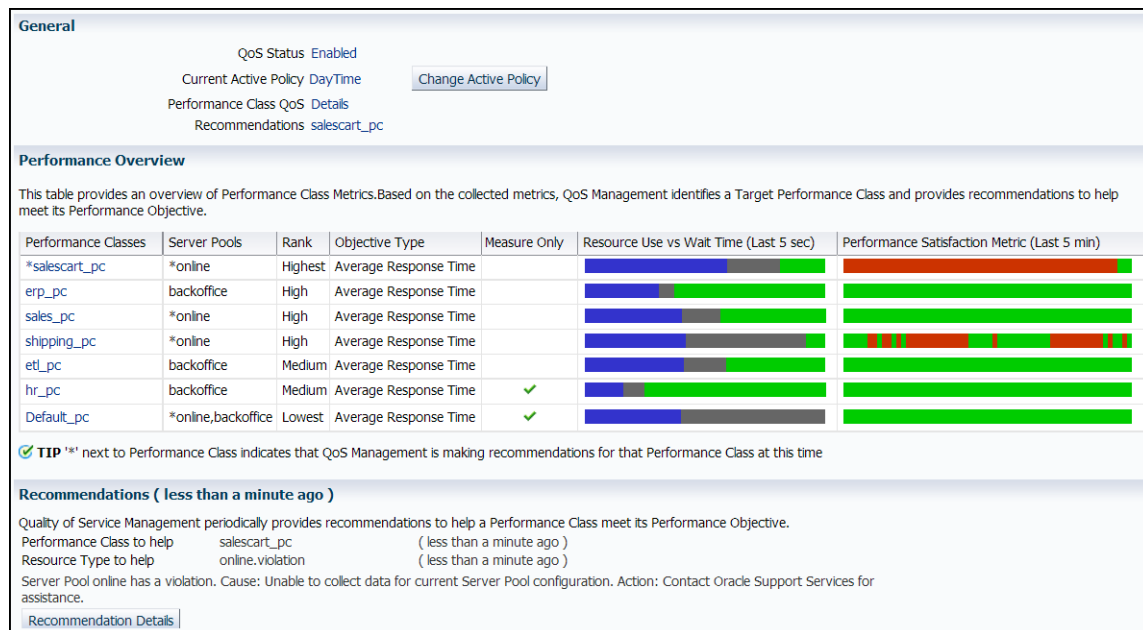 General
QoS Status Enabled
Current Active Policy DayTime Change Active Policy
Performance Class QoS Details
Recommendations salescart_pc
Performance Overview
This table provides an overview of Performance Class Metrics.Based on the collected metrics, QoS Management identifies a Target Performance Class and provides recommendations to help
meet its Performance Objective.
Performance Classes Server Pools Rank Objective Type Measure Only Resource Use vs Wait Time (Last 5 sec) Performance Satisfaction Metric (Last 5 min)
*salescart_pc *online Highest Average Response Time
erp_pc backoffice High Average Response Time
sales_pc *online High Average Response Time
shipping_pc *online High Average Response Time
etl_pc backoffice Medium Average Response Time
hr_pc backoffice Medium Average Response Time
Default_pc *online,backoffice Lowest Average Response Time
TIP '*' next to Performance Class indicates that QoS Management is making recommendations for that Performance Class at this time
Recommendations ( less than a minute ago )
Quality of Service Management periodically provides recommendations to help a Performance Class meet its Performance Objective.
Performance Class to help salescart_pc ( less than a minute ago )
Resource Type to help online.violation ( less than a minute ago )
Server Pool online has a violation. Cause: Unable to collect data for current Server Pool configuration. Action: Contact Oracle Support Services for
assistance.
Recommendation Details